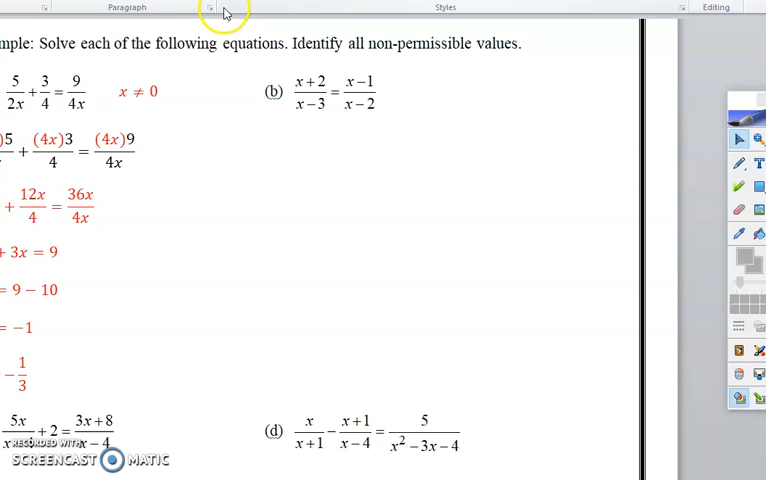 Paragraph Styles Editing
mple: Solve each of the following equations. Identify all non-permissible values.
5/2x + 3/4 = 9/4x x ≠ 0
(b) x+2/x−3 = x−1/x−2
)5 + (4x)3/4 = (4x)9/4x
+ 12x/4 = 36x/4x
+ 3x = 9
= 9 − 10
= −1
− 1/3
5x/x− + 2 = 3x+8/x−4
(d) x/x+1 − x+1/x−4 = 5/x² −3x−4
RECORDED WITH
SCREENCAST MATIC
T